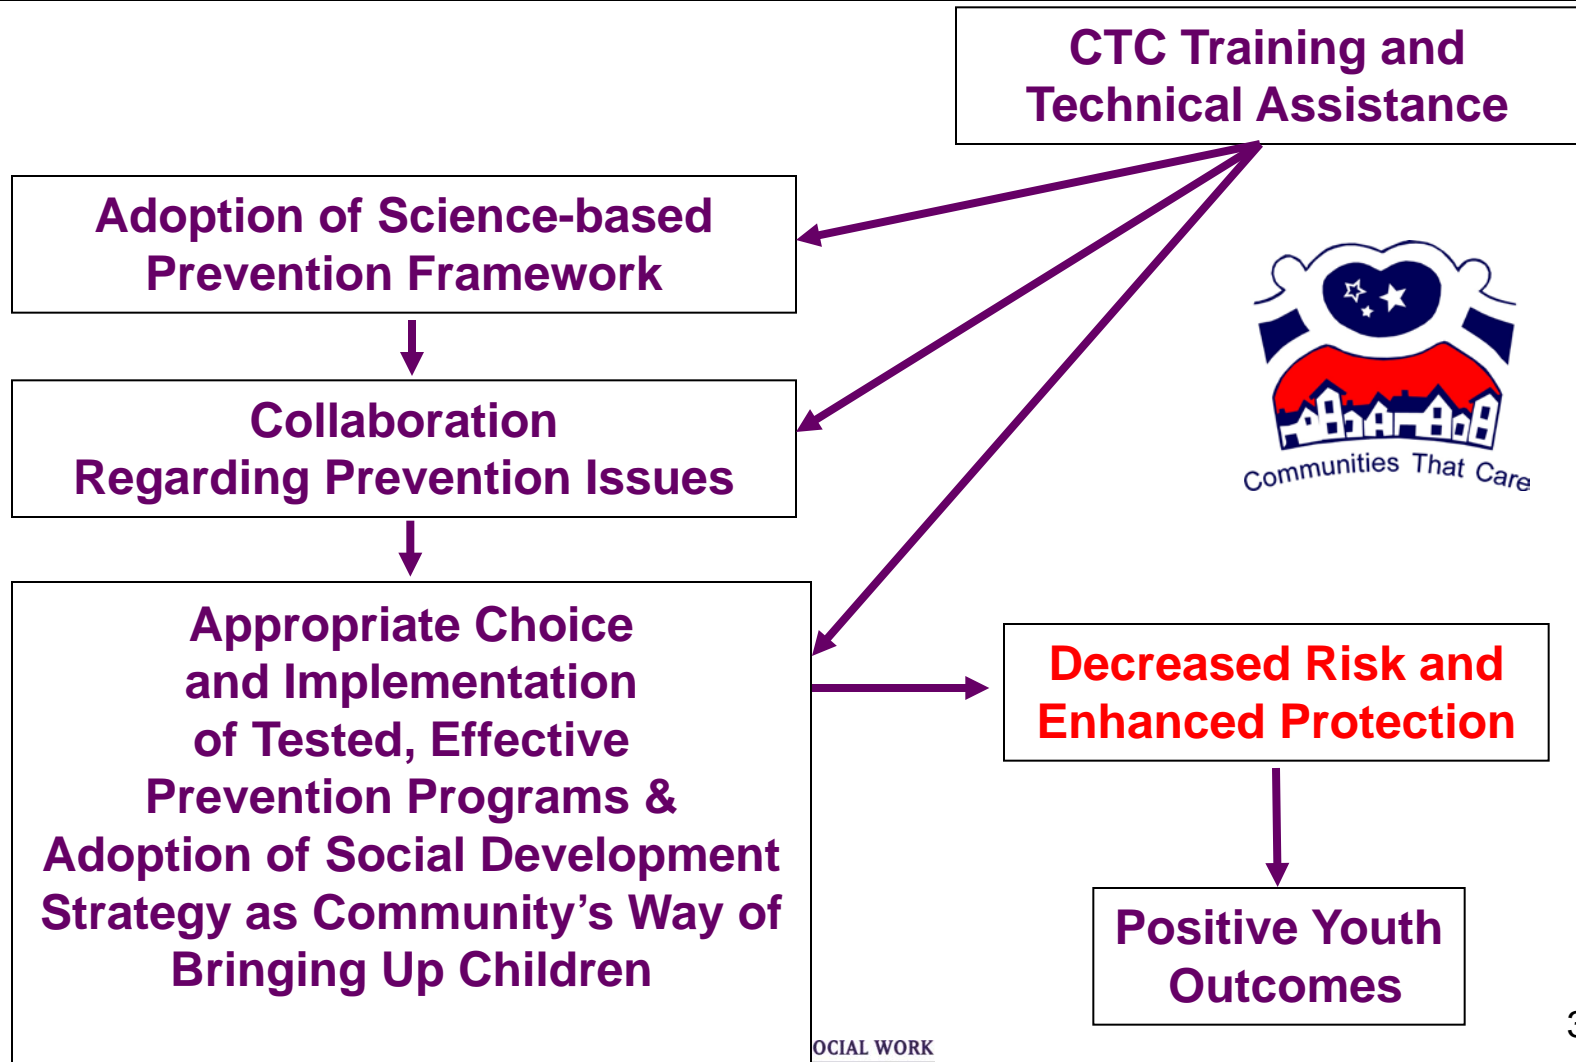 CTC Training and
Technical Assistance
Adoption of Science-based
Prevention Framework
Collaboration
Regarding Prevention Issues
Appropriate Choice
and Implementation
of Tested, Effective
Prevention Programs &
Adoption of Social Development
Strategy as Community’s Way of
Bringing Up Children
Communities That Care
Decreased Risk and
Enhanced Protection
Positive Youth
Outcomes
OCIAL WORK